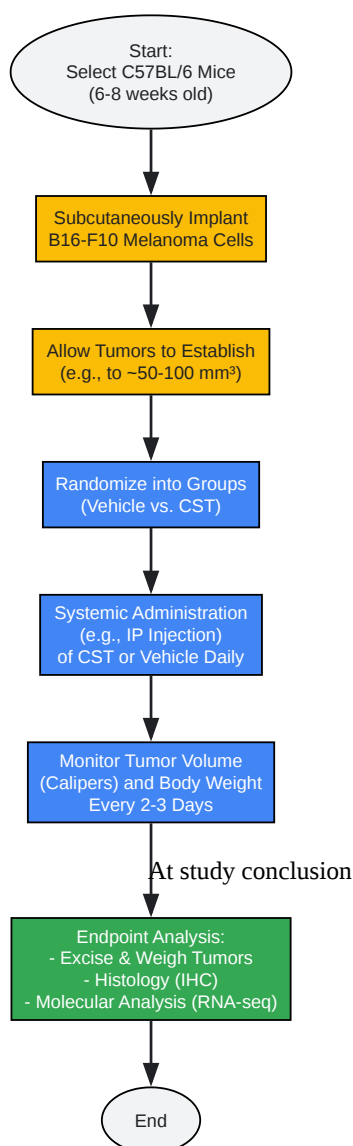 Start:
Select C57BL/6 Mice
(6-8 weeks old)
Subcutaneously Implant
B16-F10 Melanoma Cells
Allow Tumors to Establish
(e.g., to ~50-100 mm³)
Randomize into Groups
(Vehicle vs. CST)
Systemic Administration
(e.g., IP Injection)
of CST or Vehicle Daily
Monitor Tumor Volume
(Calipers) and Body Weight
Every 2-3 Days
At study conclusion
Endpoint Analysis:
- Excise & Weigh Tumors
- Histology (IHC)
- Molecular Analysis (RNA-seq)
End